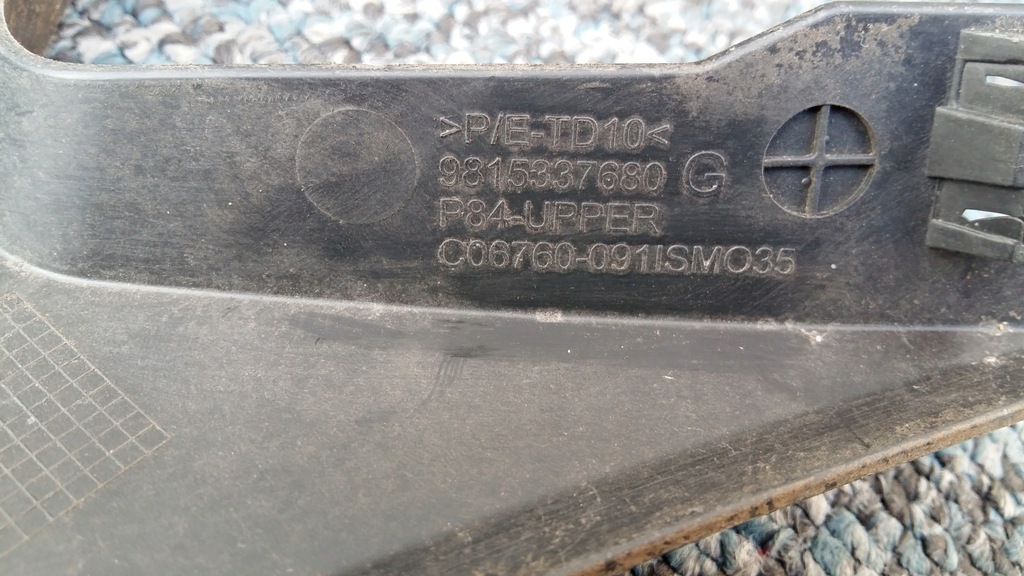 >P/E-TD10<
9815337680 G
P84-UPPER
C06760-091ISMO35